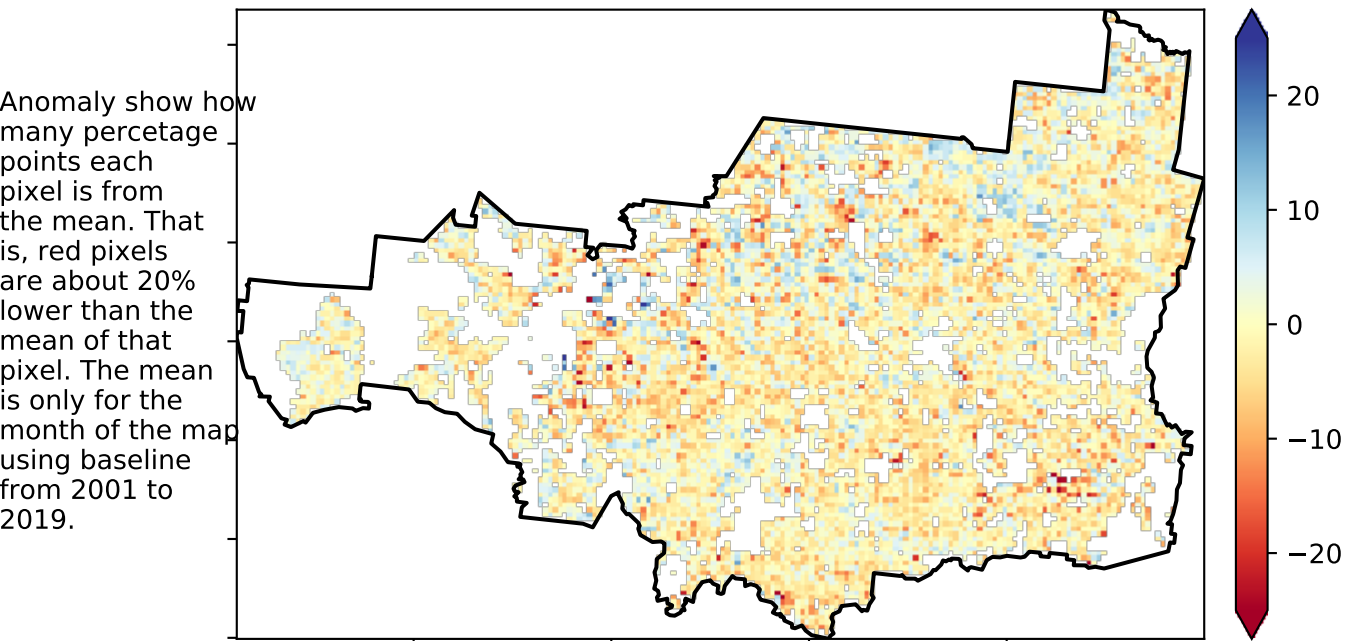 Anomaly show how
many percetage
points each
pixel is from
the mean. That
is, red pixels
are about 20%
lower than the
mean of that
pixel. The mean
is only for the
month of the map
using baseline
from 2001 to
2019.
20
10
0
−10
−20